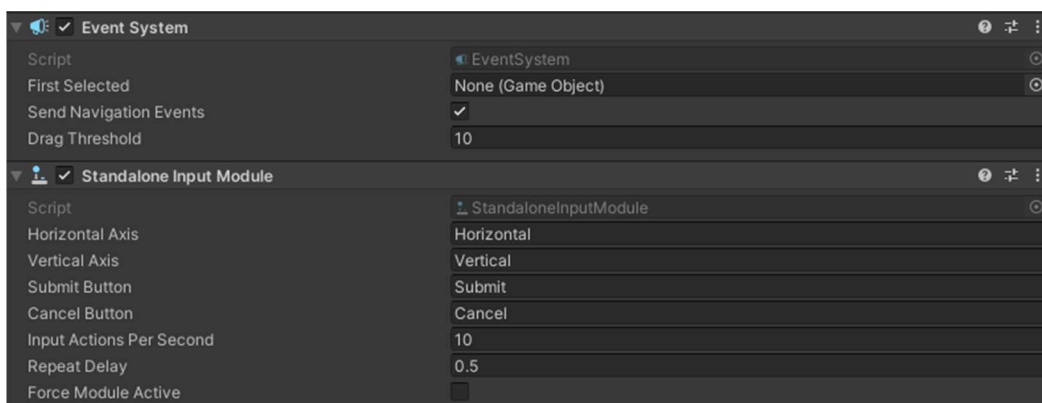 Event System
Script EventSystem
First Selected None (Game Object)
Send Navigation Events
Drag Threshold 10
Standalone Input Module
Script StandaloneInputModule
Horizontal Axis Horizontal
Vertical Axis Vertical
Submit Button Submit
Cancel Button Cancel
Input Actions Per Second 10
Repeat Delay 0.5
Force Module Active